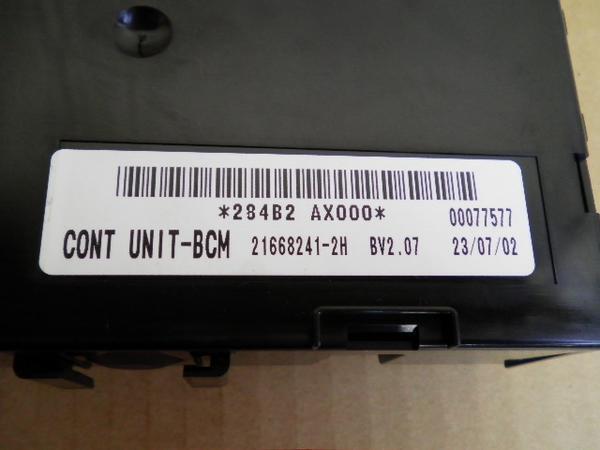 *284B2 AX000* 00077577
CONT UNIT-BCM 21668241-2H BV2.07 23/07/02